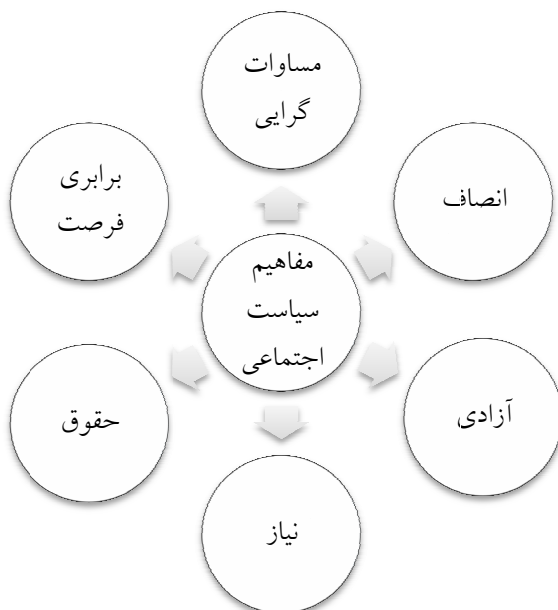 مساوات
گرایی
انصاف
برابری
فرصت
مفاهیم
سیاست
اجتماعی
آزادی
حقوق
نیاز